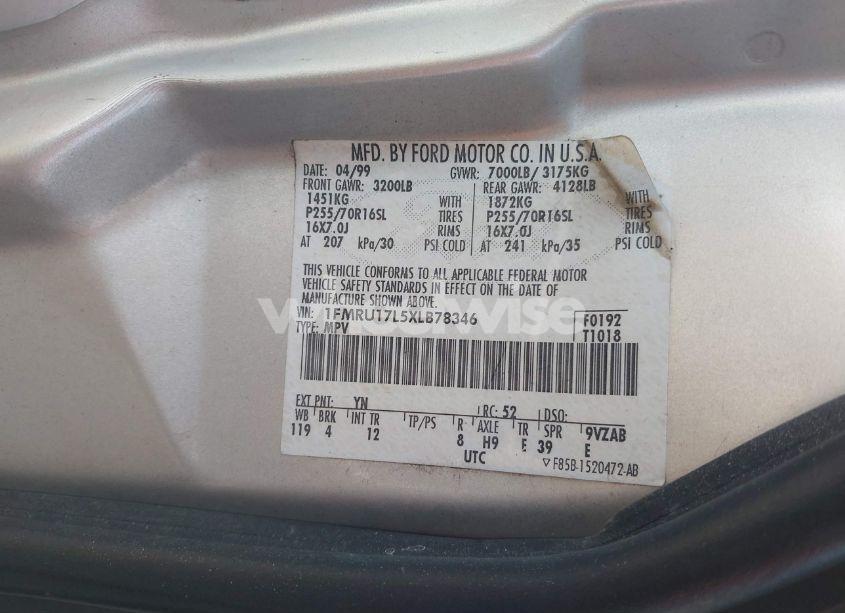 MFD. BY FORD MOTOR CO. IN U.S.A.
DATE: 04/99 GVWR: 7000LB/ 3175KG
FRONT GAWR: 3200LB REAR GAWR: 4128LB
1451KG WITH 1872KG WITH
P255/70R16SL TIRES P255/70R16SL TIRES
16X7.0J RIMS 16X7.0J RIMS
AT 207 kPa/30 PSI COLD AT 241 kPa/35 PSI COLD
THIS VEHICLE CONFORMS TO ALL APPLICABLE FEDERAL MOTOR
VEHICLE SAFETY STANDARDS IN EFFECT ON THE DATE OF
MANUFACTURE SHOWN ABOVE.
VIN: 1FMRU17L5XLB78346 F0192
TYPE: MPV T1018
EXT PNT: YN RC: 52 DSO:
WB BRK INT TR TP/PS R AXLE TR SPR 9VZAB
119 4 12 8 H9 E 39 E
UTC ▽ F85B-1520472-AB